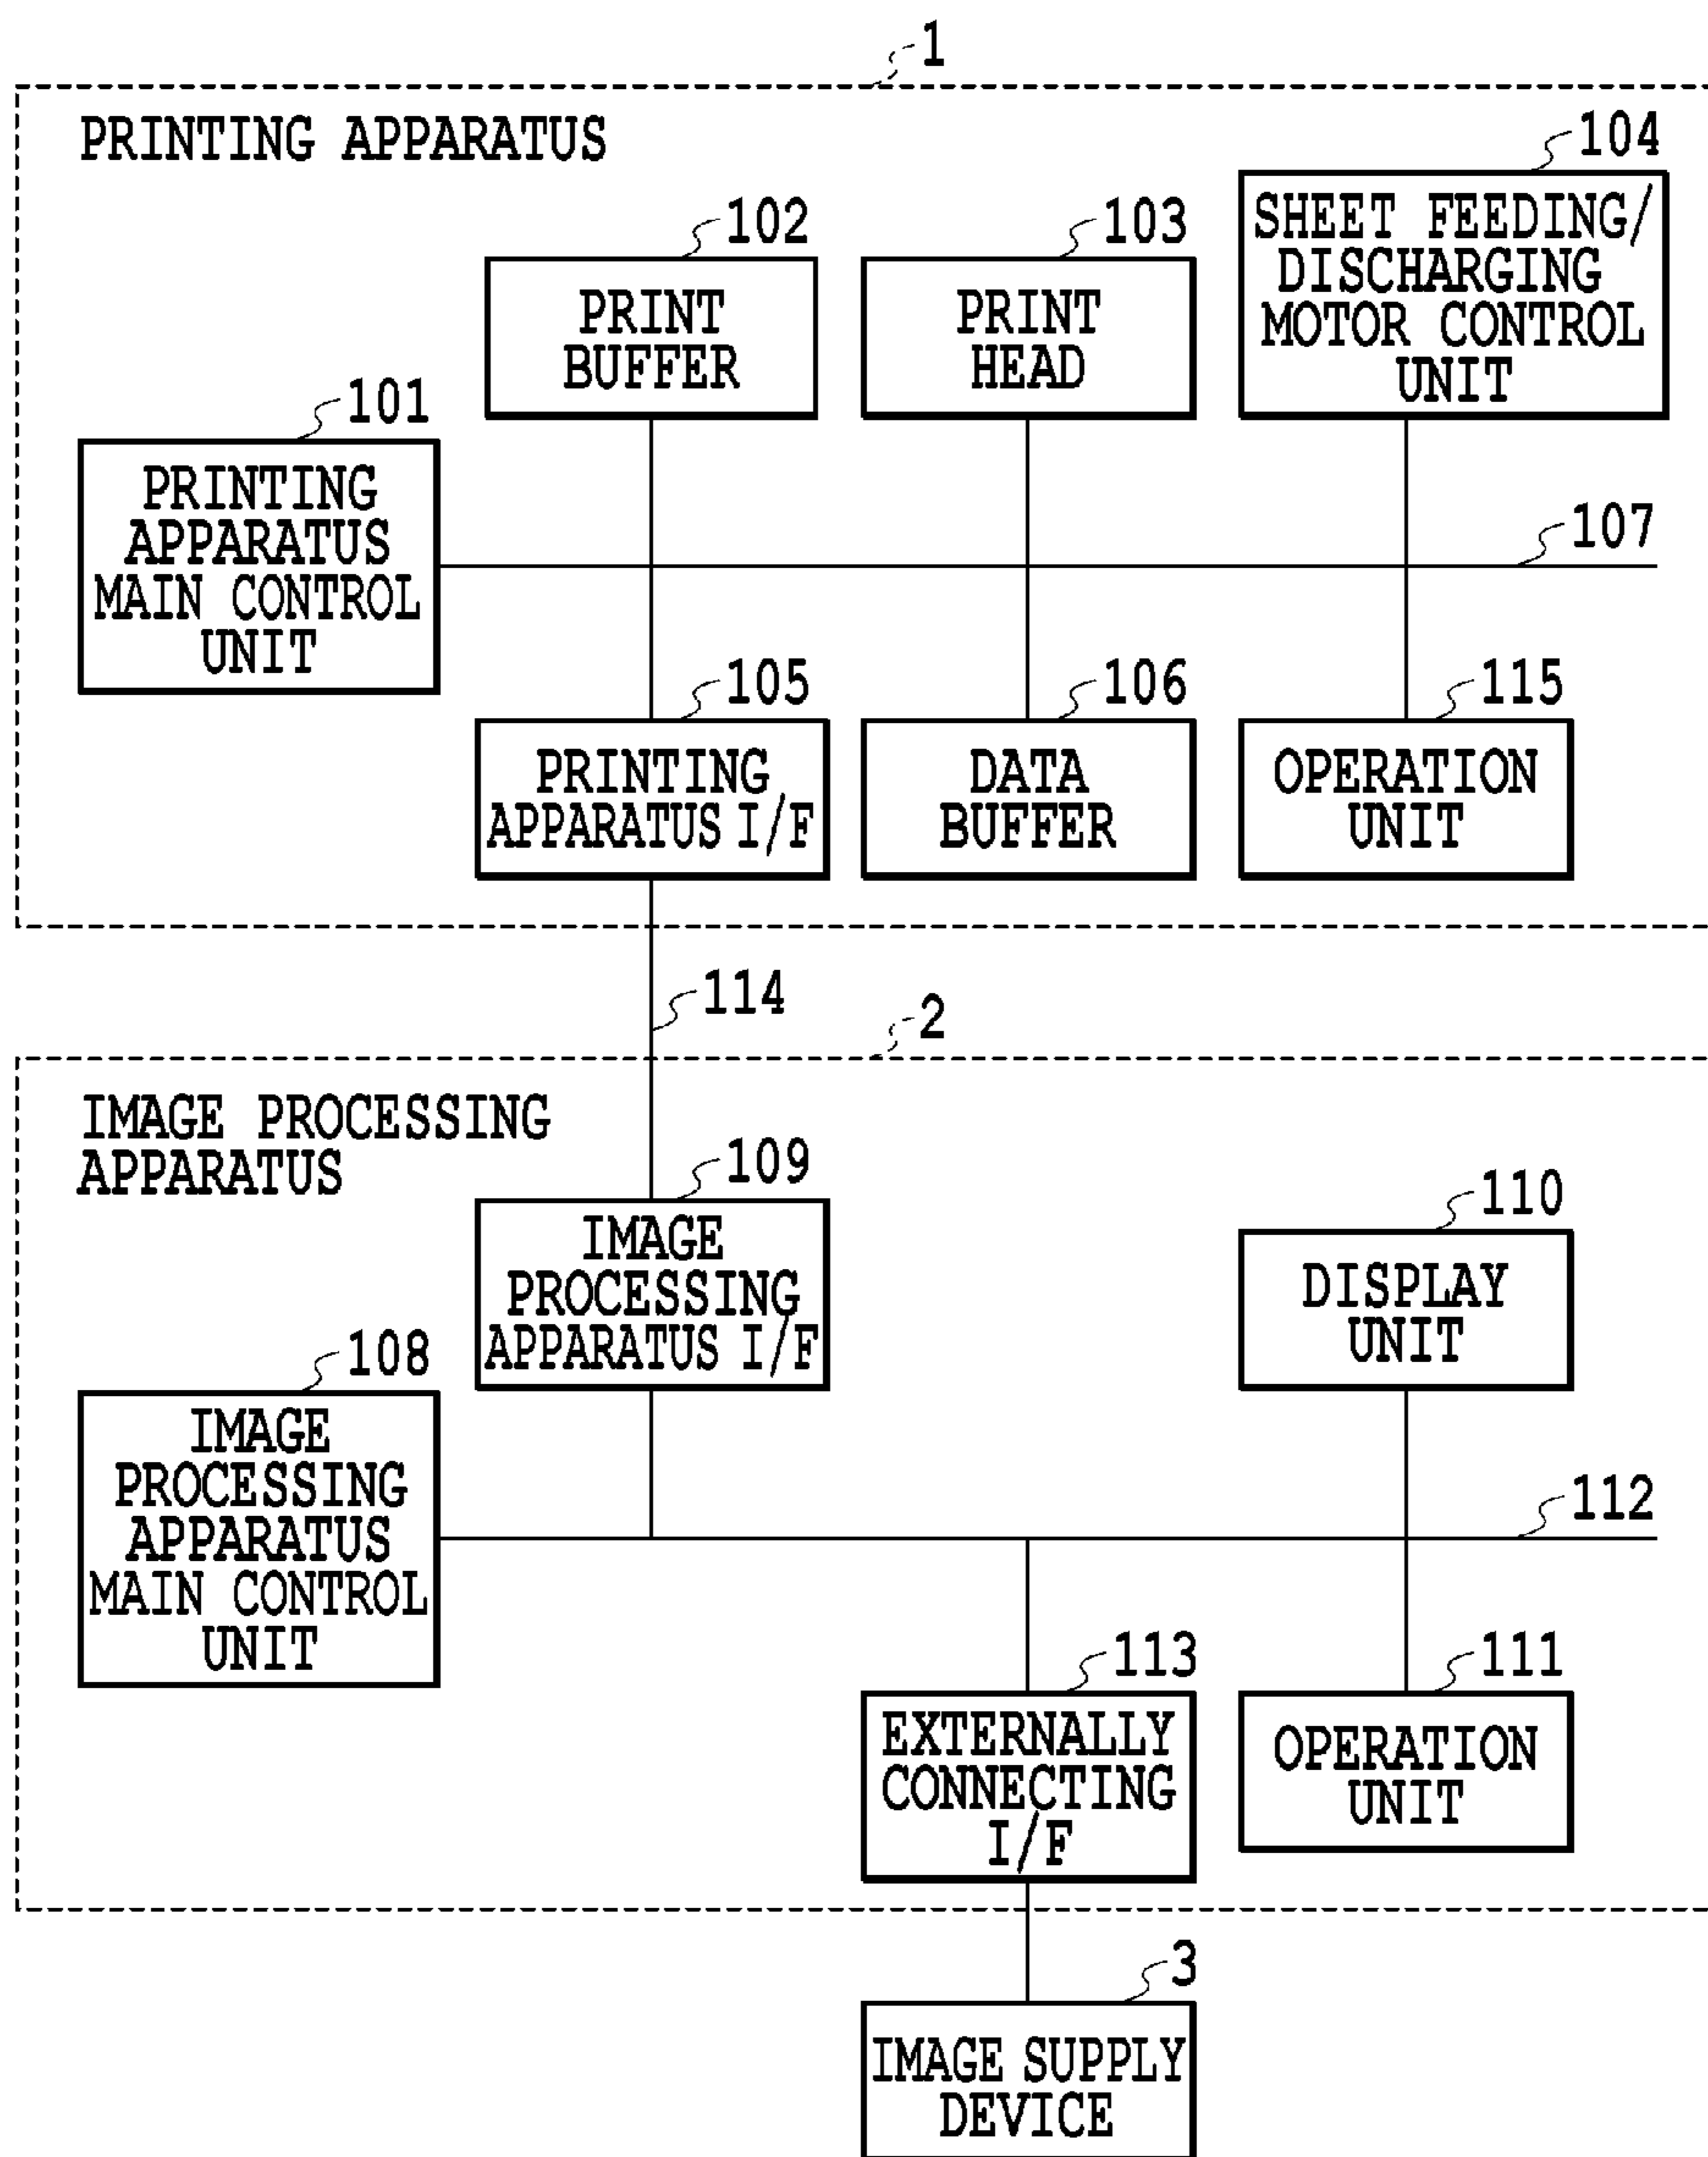 1
PRINTING APPARATUS
104
SHEET FEEDING/
DISCHARGING
MOTOR CONTROL
UNIT
102
PRINT
BUFFER
103
PRINT
HEAD
101
PRINTING
APPARATUS
MAIN CONTROL
UNIT
107
105
PRINTING
APPARATUS I/F
106
DATA
BUFFER
115
OPERATION
UNIT
114
2
IMAGE PROCESSING
APPARATUS
109
IMAGE
PROCESSING
APPARATUS I/F
110
DISPLAY
UNIT
108
IMAGE
PROCESSING
APPARATUS
MAIN CONTROL
UNIT
112
113
EXTERNALLY
CONNECTING
I/F
111
OPERATION
UNIT
3
IMAGE SUPPLY
DEVICE